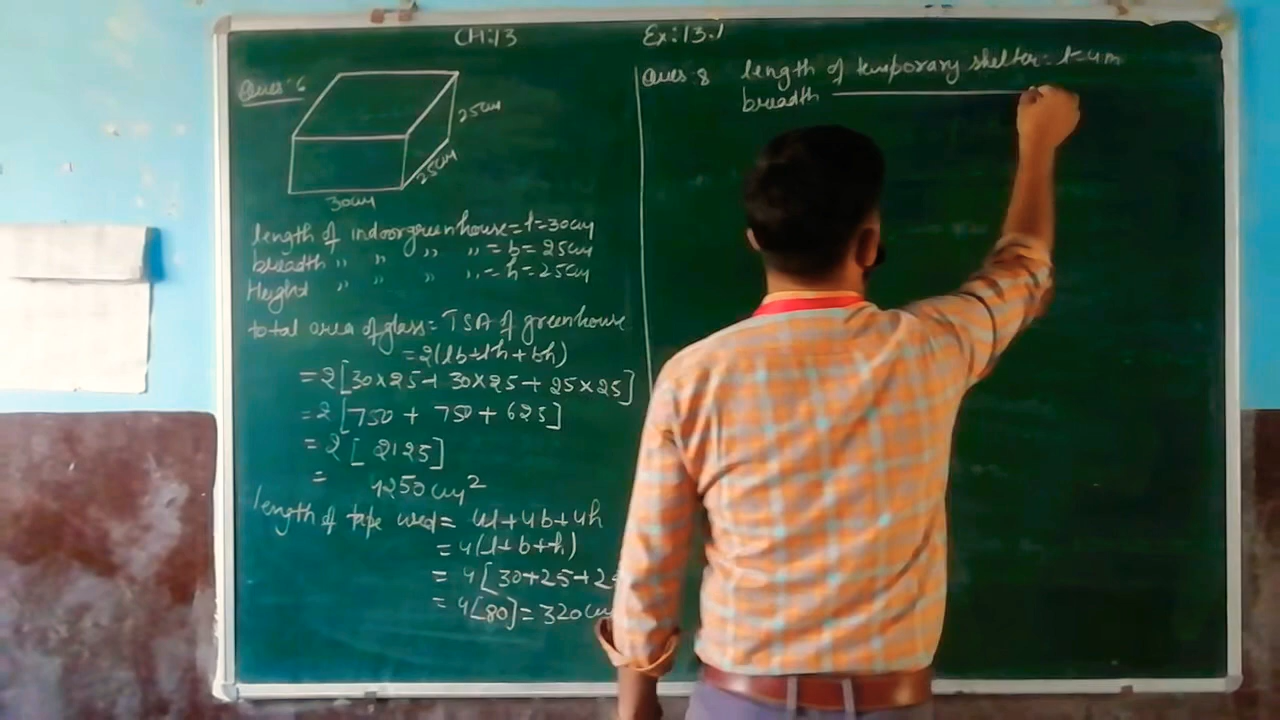 CH:13
Ex:13.1
Ques:6
25cm
25cm
30cm
length of indoor greenhouse = l = 30cm
breadth ,, ,, ,, ,, = b = 25cm
Height ,, ,, ,, ,, = h = 25cm
total area of glass = TSA of greenhouse
= 2(lb+lh+bh)
= 2[30×25+ 30×25+ 25×25]
= 2[750 + 750 + 625]
= 2[2125]
= 4250cm²
length of tape used = 4l+4b+4h
= 4(l+b+h)
= 4[30+25+2
= 4[80] = 320cm
Ques 8 length of temporary shelter = l = 4m
breadth